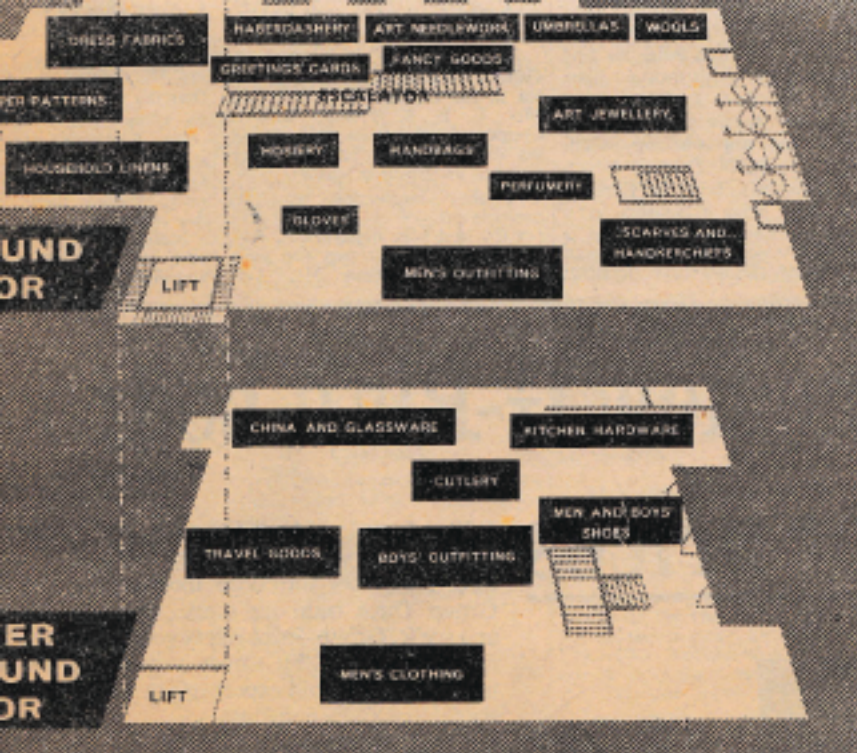 HABERDASHERY
ART NEEDLEWORK
UMBRELLAS
WOOLS
DRESS FABRICS
GREETINGS CARDS
FANCY GOODS
ESCALATOR
PER PATTERNS
ART JEWELLERY
HOUSEHOLD LINENS
HOSIERY
HANDBAGS
PERFUMERY
GLOVES
SCARVES AND
HANDKERCHIEFS
UND
OR
LIFT
MEN'S OUTFITTING
CHINA AND GLASSWARE
KITCHEN HARDWARE
CUTLERY
MEN AND BOYS'
SHOES
TRAVEL GOODS
BOYS' OUTFITTING
ER
UND
OR
LIFT
MEN'S CLOTHING